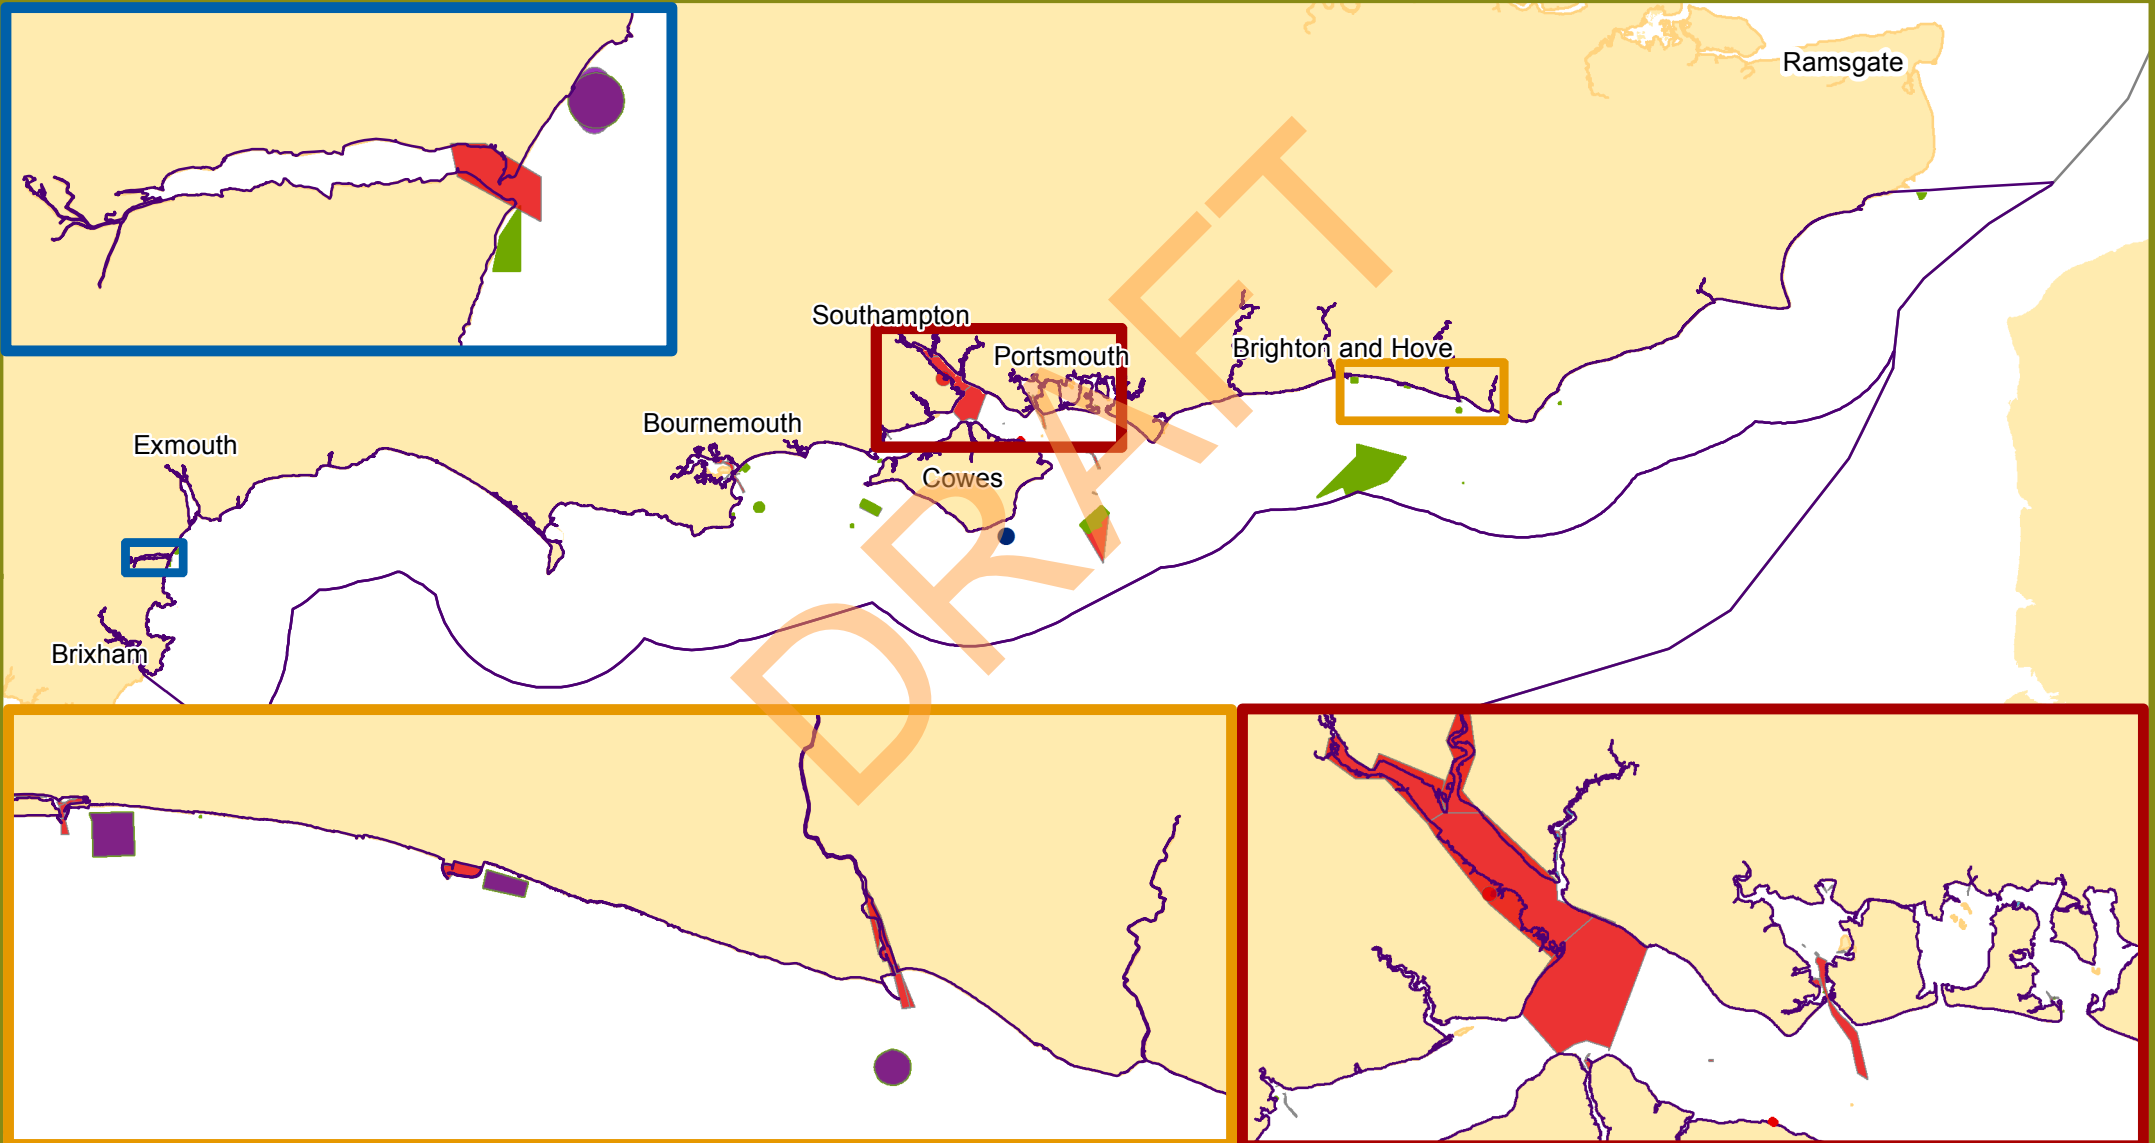 Ramsgate
Southampton
Portsmouth
Brighton and Hove
Bournemouth
Exmouth
Cowes
Brixham
DRAFT